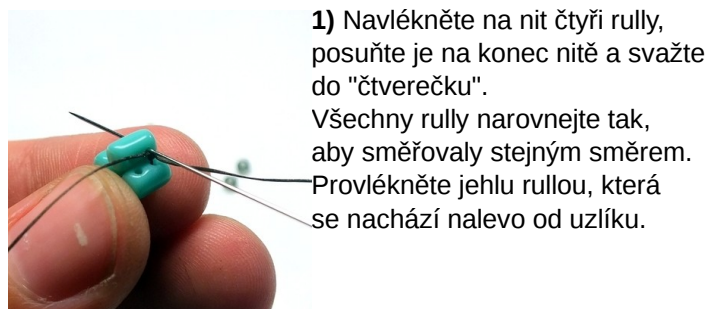 1) Navlékněte na nit čtyři rully,
posuňte je na konec nitě a svažte
do "čtverečku".
Všechny rully narovnejte tak,
aby směřovaly stejným směrem.
Provlékněte jehlu rullou, která
se nachází nalevo od uzlíku.